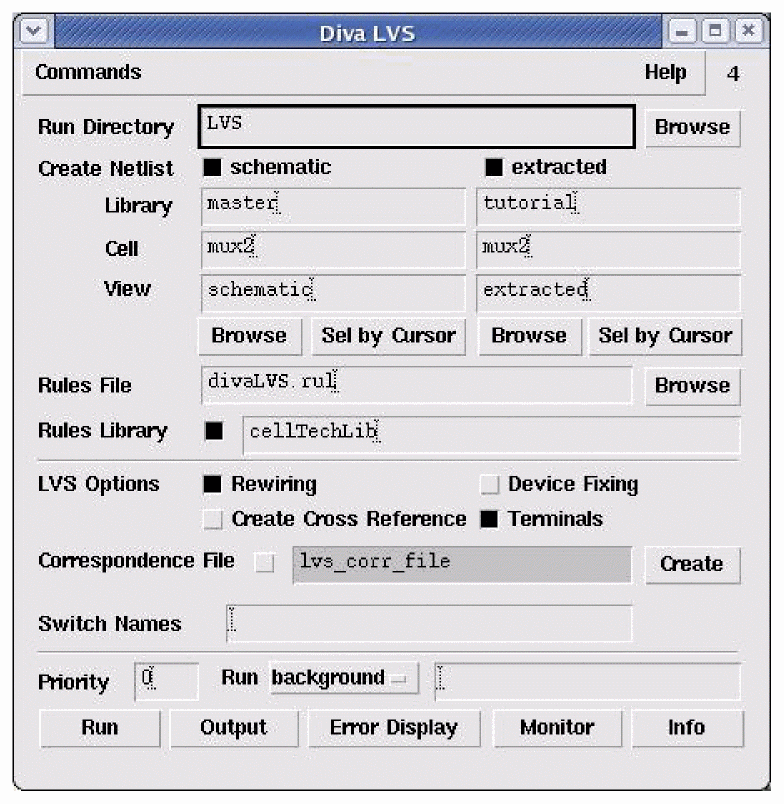 Diva LVS
Commands Help 4
Run Directory LVS Browse
Create Netlist schematic extracted
Library master tutorial
Cell mux2 mux2
View schematic extracted
Browse Sel by Cursor Browse Sel by Cursor
Rules File divaLVS.rul Browse
Rules Library cellTechLib
LVS Options Rewiring Device Fixing
Create Cross Reference Terminals
Correspondence File lvs_corr_file Create
Switch Names
Priority 0 Run background
Run Output Error Display Monitor Info